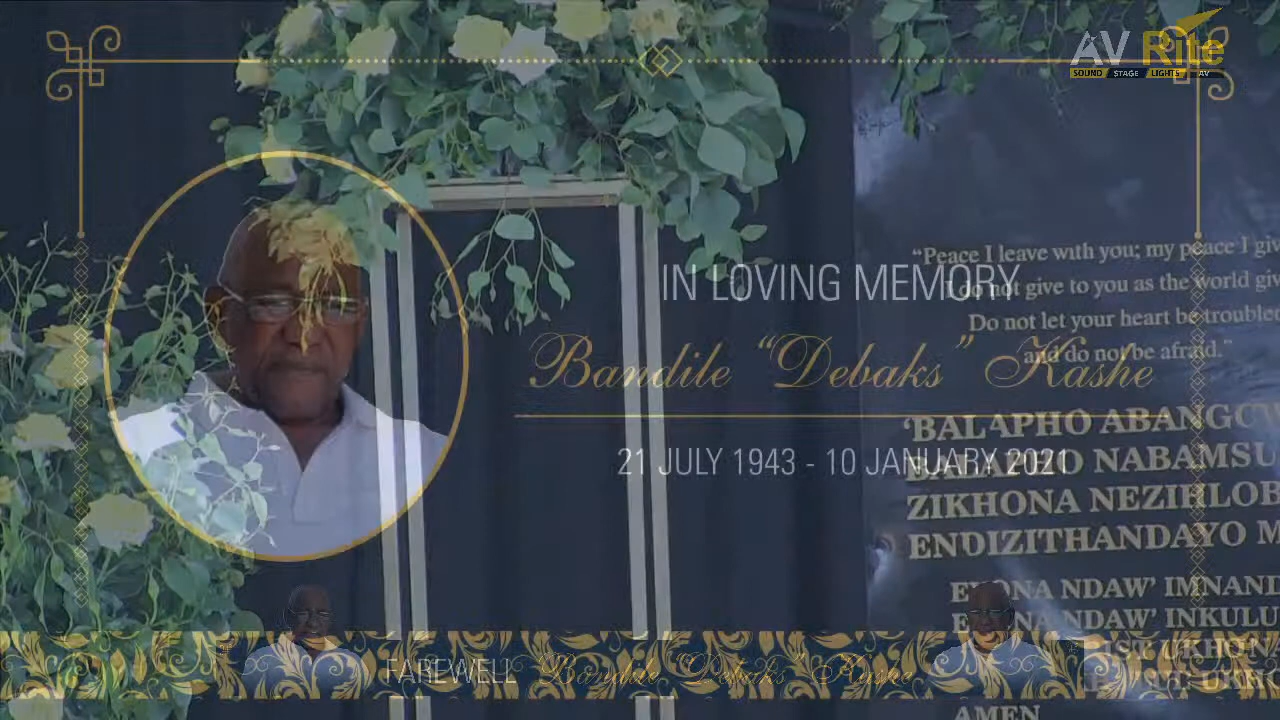 AV Rite
SOUND STAGE LIGHTS AV
“Peace I leave with you; my peace I giv
I do not give to you as the world giv
Do not let your heart be troubled
and do not be afraid.”
IN LOVING MEMORY
Bandile “Debaks” Kashe
21 JULY 1943 - 10 JANUARY 2021
‘BALAPHO ABANGCW
NABAMSU
ZIKHONA NEZIHLOB
ENDIZITHANDAYO M
NDAW’ IMNAND
NDAW’ INKULU
UKHONA
AMEN
FAREWELL Bandile “Debaks” Kashe